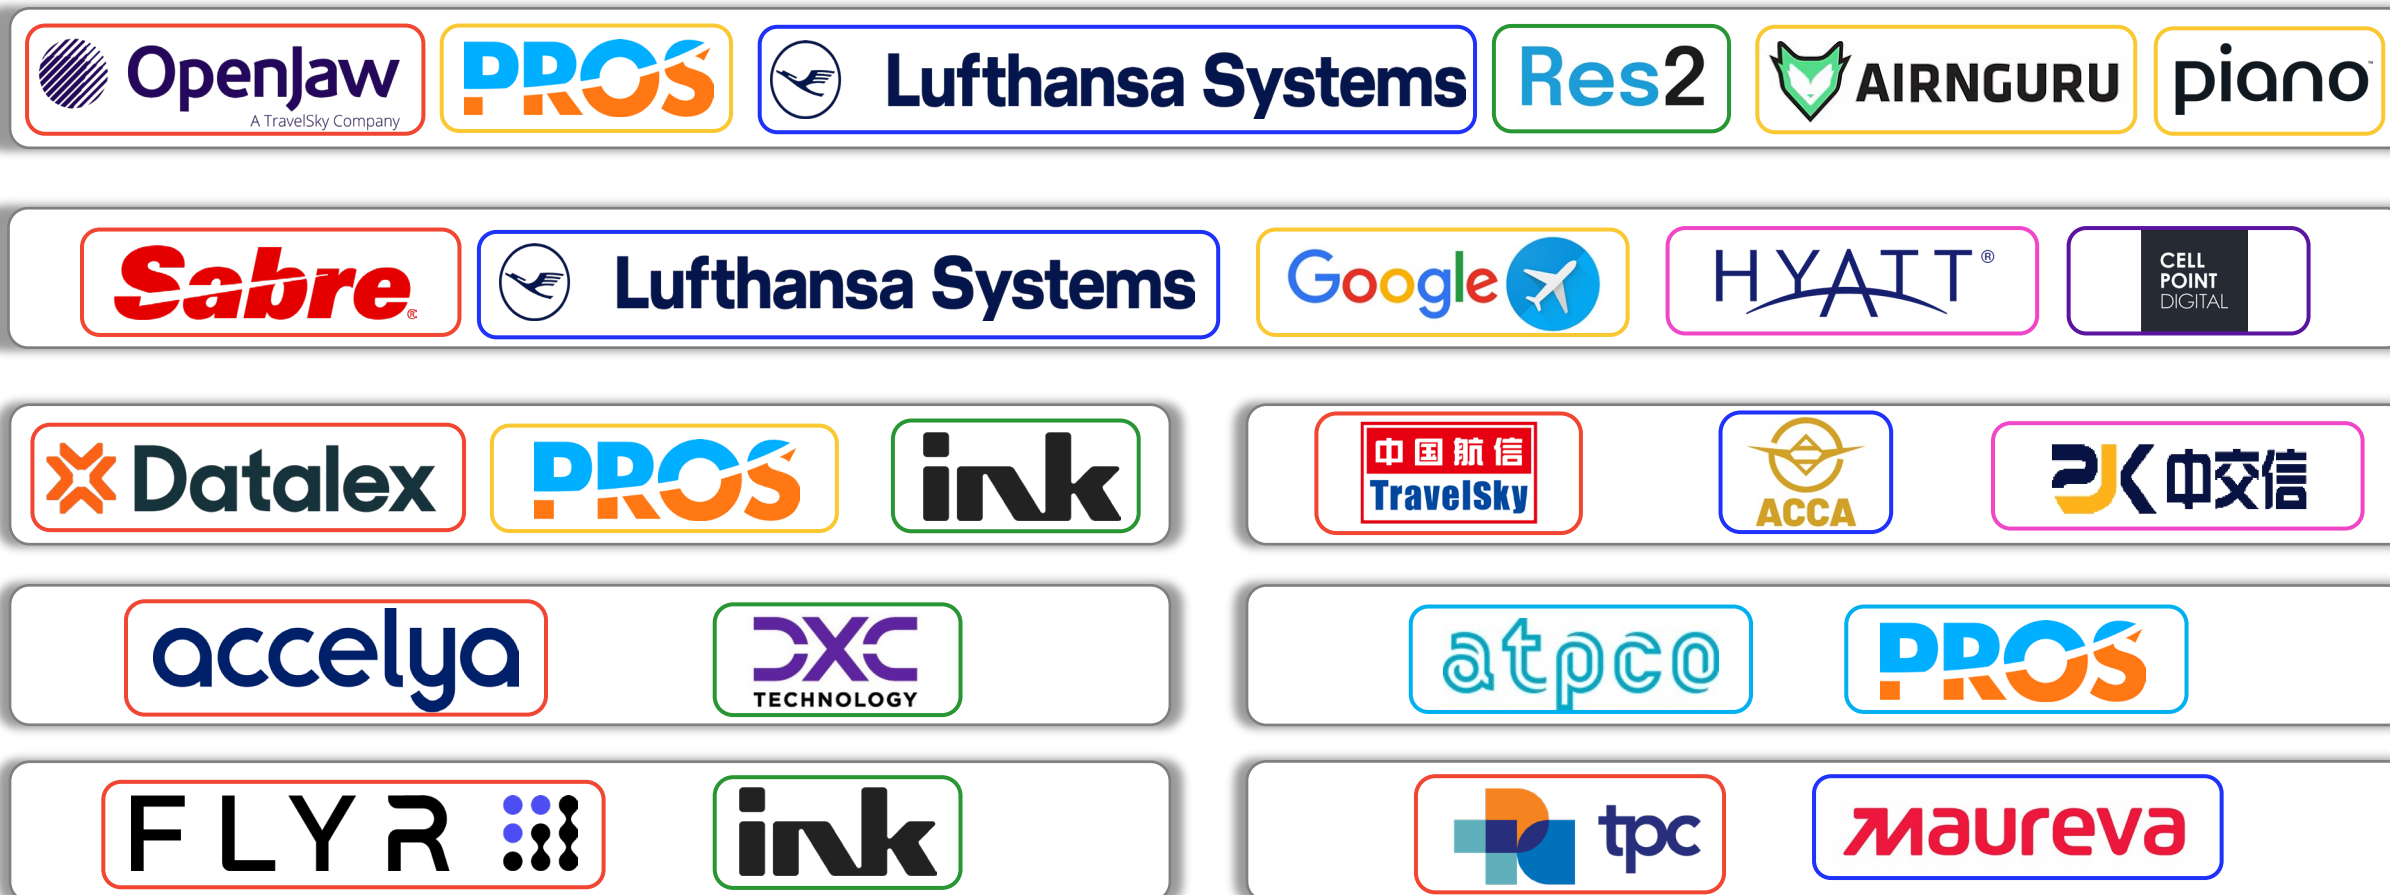 OpenJaw
A TravelSky Company
PROS
Lufthansa Systems
Res2
AIRNGURU
piano™
Sabre®
Lufthansa Systems
Google
HYATT®
CELL
POINT
DIGITAL
Datalex
PROS
ink
中国航信
TravelSky
ACCA
中交信
accelya
DXC
TECHNOLOGY
atpco
PROS
FLYR
ink
tpc
maureva